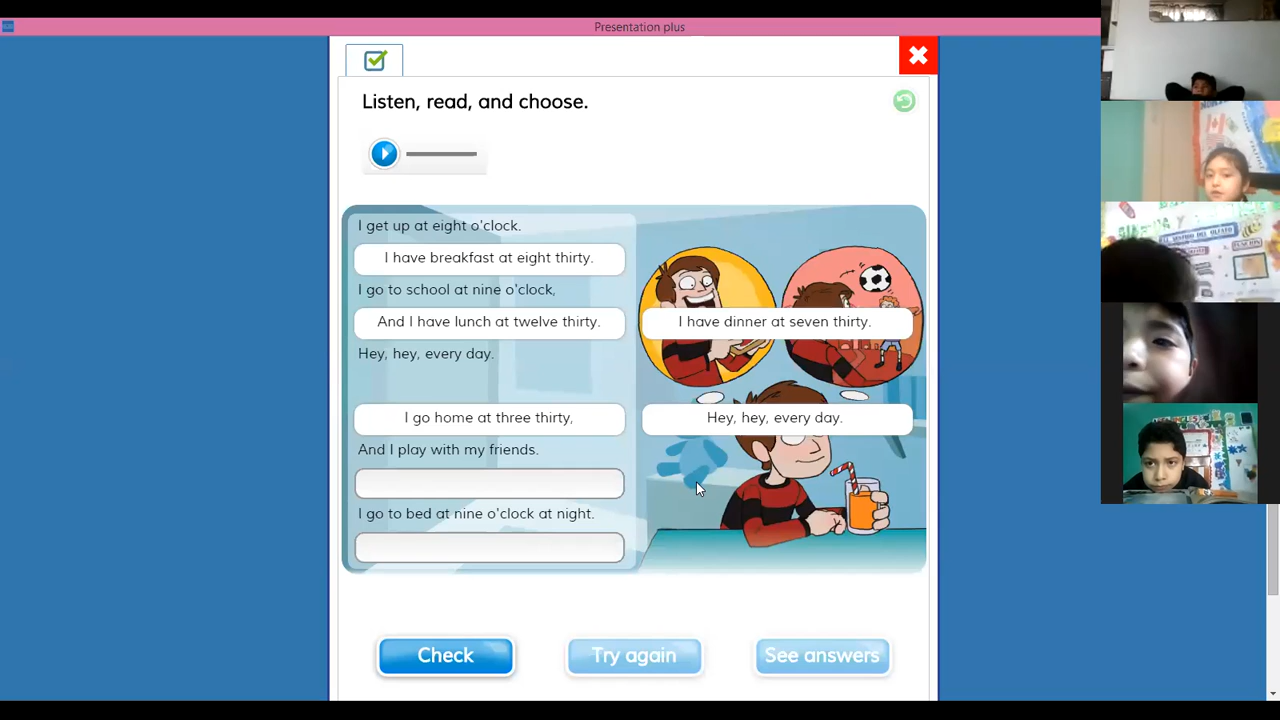 Presentation plus
Listen, read, and choose.
I get up at eight o'clock.
I have breakfast at eight thirty.
I go to school at nine o'clock,
And I have lunch at twelve thirty.
I have dinner at seven thirty.
Hey, hey, every day.
I go home at three thirty,
Hey, hey, every day.
And I play with my friends.
I go to bed at nine o'clock at night.
Check
Try again
See answers